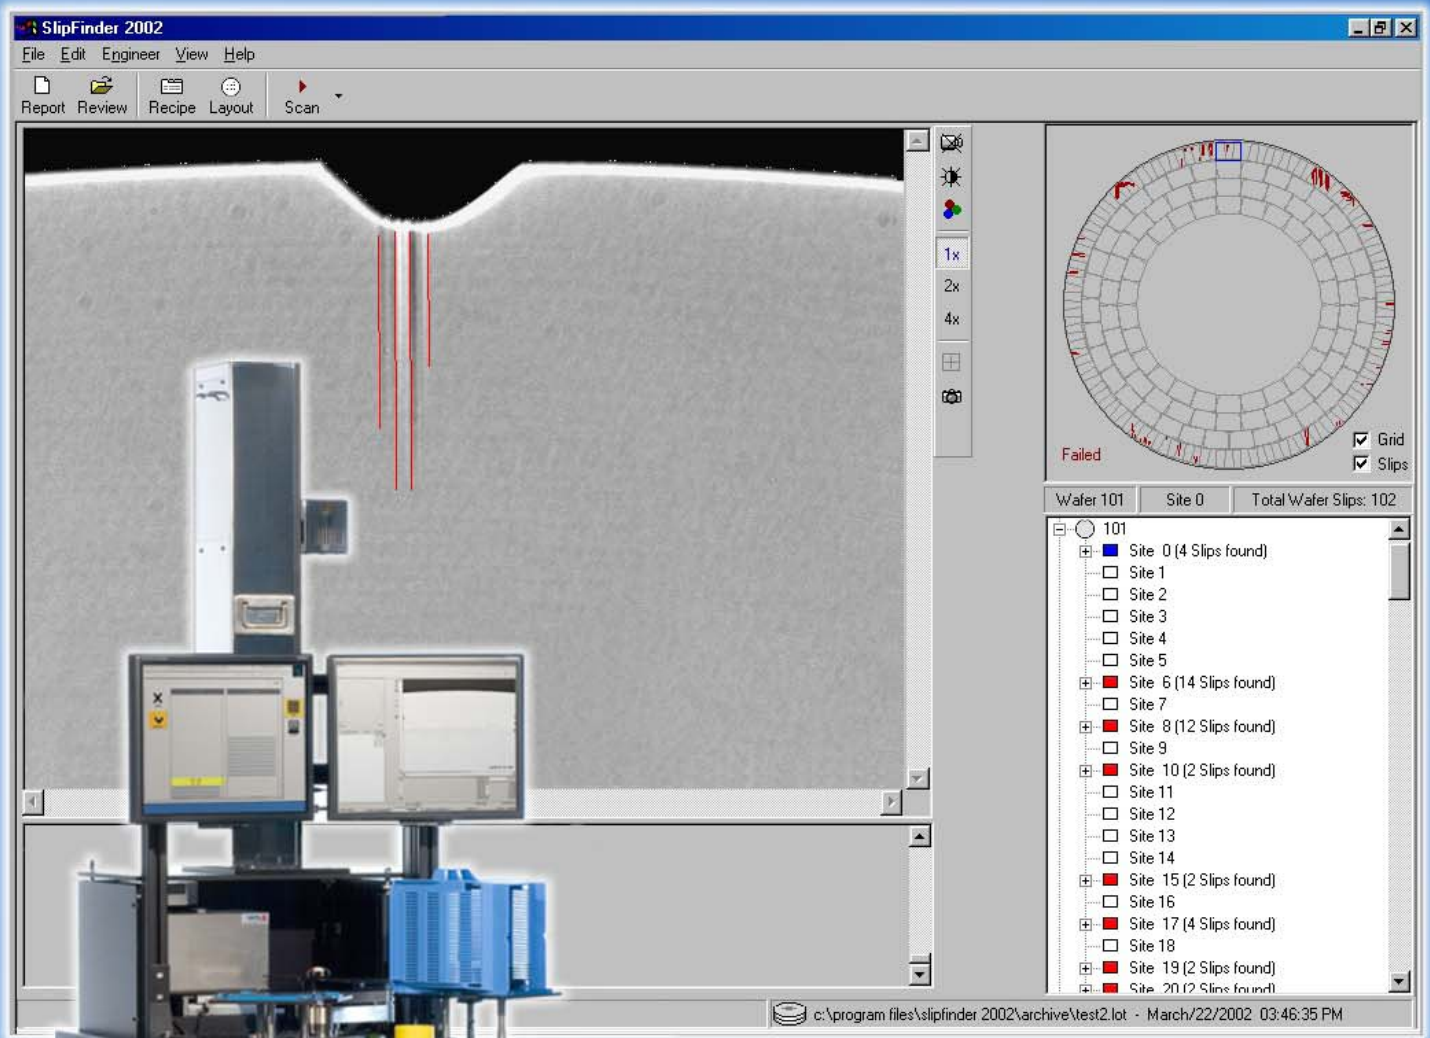 SlipFinder 2002
File Edit Engineer View Help
Report Review Recipe Layout Scan
1x
2x
4x
Failed
Grid
Slips
Wafer 101 Site 0 Total Wafer Slips: 102
101
Site 0 (4 Slips found)
Site 1
Site 2
Site 3
Site 4
Site 5
Site 6 (14 Slips found)
Site 7
Site 8 (12 Slips found)
Site 9
Site 10 (2 Slips found)
Site 11
Site 12
Site 13
Site 14
Site 15 (2 Slips found)
Site 16
Site 17 (4 Slips found)
Site 18
Site 19 (2 Slips found)
Site 20 (2 Slips found)
c:\program files\slipfinder 2002\archive\test2.lot - March/22/2002 03:46:35 PM